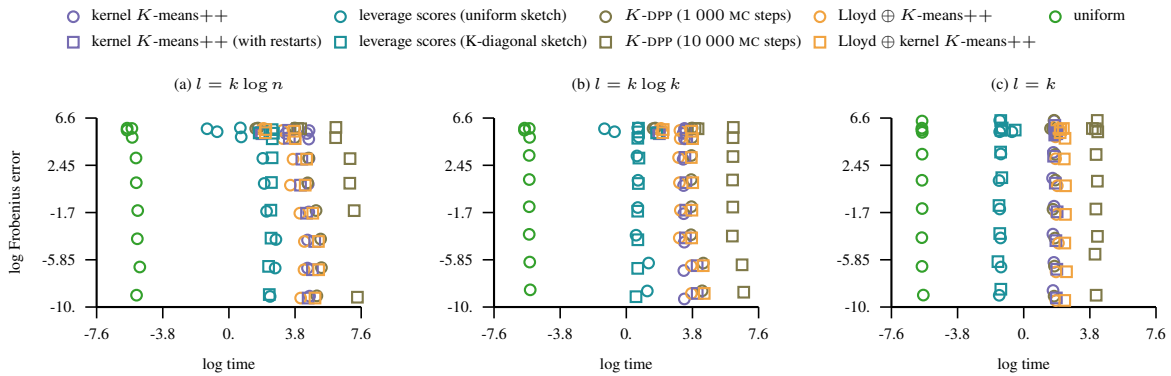 kernel K-means++ leverage scores (uniform sketch) K-DPP (1 000 MC steps) Lloyd ⊕ K-means++ uniform
kernel K-means++ (with restarts) leverage scores (K-diagonal sketch) K-DPP (10 000 MC steps) Lloyd ⊕ kernel K-means++
(a) l = k log n (b) l = k log k (c) l = k
6.6 6.6 6.6
2.45 2.45 2.45
-1.7 -1.7 -1.7
-5.85 -5.85 -5.85
-10. -10. -10.
log Frobenius error
-7.6 -3.8 0. 3.8 7.6 -7.6 -3.8 0. 3.8 7.6 -7.6 -3.8 0. 3.8 7.6
log time log time log time